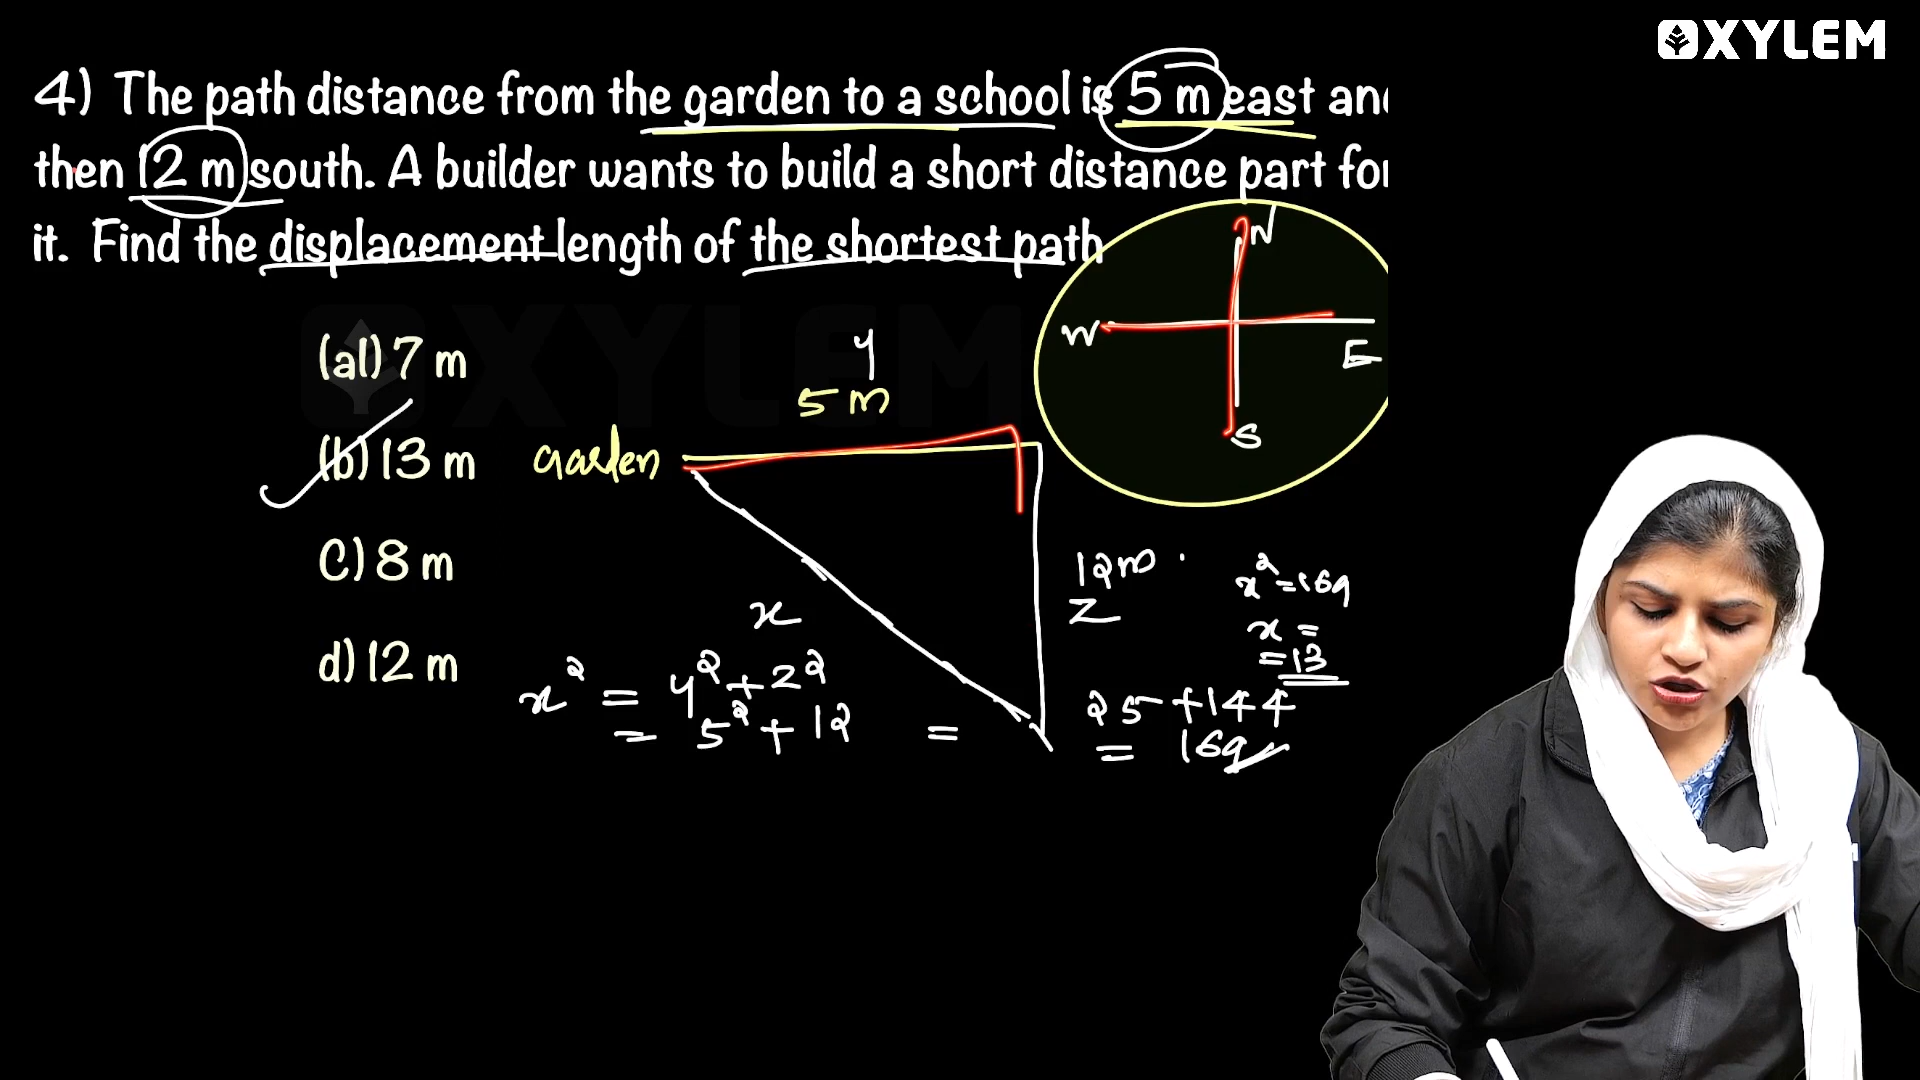 XYLEM
4) The path distance from the garden to a school is 5 m east and
then 12 m south. A builder wants to build a short distance part for
it. Find the displacement length of the shortest path
N
W
E
S
(a) 7 m
y
5 m
(b) 13 m
Garden
12m
z
C) 8 m
x
d) 12 m
x² = y² + z²
= 5² + 12 =
25 + 144
= 169
x² = 169
x =
= 13